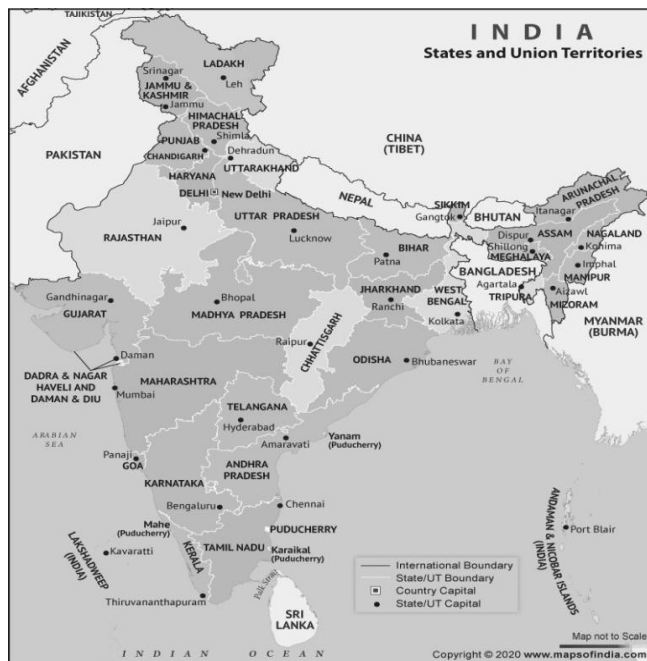 TAJIKISTAN
INDIA
States and Union Territories
AFGHANISTAN
LADAKH
Srinagar
Leh
JAMMU &
KASHMIR
Jammu
HIMACHAL
PRADESH
Shimla
PUNJAB
CHANDIGARH
Dehradun
UTTARAKHAND
CHINA
(TIBET)
PAKISTAN
HARYANA
DELHI
New Delhi
NEPAL
SIKKIM
Gangtok
BHUTAN
ARUNACHAL
PRADESH
Itanagar
Jaipur
RAJASTHAN
UTTAR PRADESH
Lucknow
BIHAR
Patna
Dispur
ASSAM
NAGALAND
Shillong
Kohima
MEGHALAYA
Imphal
MANIPUR
BANGLADESH
Agartala
TRIPURA
Aizawl
MIZORAM
Gandhinagar
GUJARAT
Bhopal
MADHYA PRADESH
JHARKHAND
Ranchi
WEST
BENGAL
Kolkata
MYANMAR
(BURMA)
Raipur
CHHATTISGARH
ODISHA
Bhubaneswar
BAY
OF
BENGAL
Daman
DADRA & NAGAR
HAVELI AND
DAMAN & DIU
Mumbai
MAHARASHTRA
TELANGANA
Hyderabad
Amaravati
Yanam
(Puducherry)
ARABIAN
SEA
Panaji
GOA
KARNATAKA
ANDHRA
PRADESH
Bengaluru
Chennai
Mahe
(Puducherry)
PUDUCHERRY
LAKSHADWEEP
(INDIA)
Kavaratti
KERALA
TAMIL NADU
Karaikal
(Puducherry)
Thiruvananthapuram
Palk Strait
SRI
LANKA
ANDAMAN & NICOBAR ISLANDS
(INDIA)
Port Blair
International Boundary
State/UT Boundary
Country Capital
State/UT Capital
INDIAN OCEAN
Map not to Scale
Copyright © 2020 www.mapsofindia.com